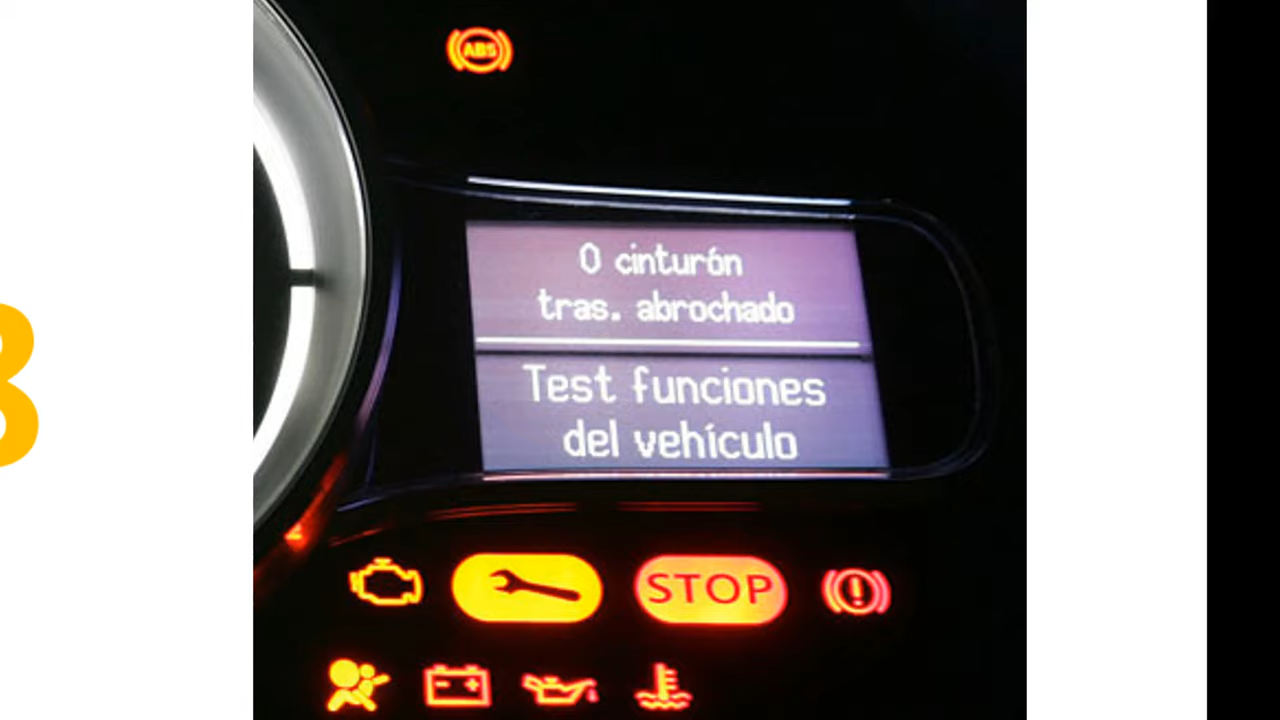 ABS
0 cinturón
tras. abrochado
Test funciones
del vehículo
STOP